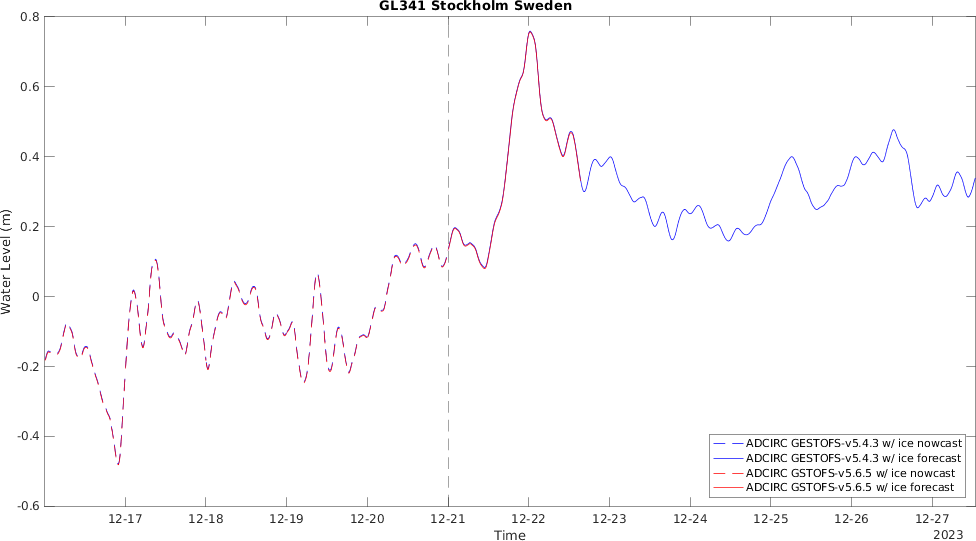 GL341 Stockholm Sweden
0.8
0.6
0.4
0.2
0
-0.2
-0.4
-0.6
Water Level (m)
12-17 12-18 12-19 12-20 12-21 12-22 12-23 12-24 12-25 12-26 12-27
Time
2023
ADCIRC GESTOFS-v5.4.3 w/ ice nowcast
ADCIRC GESTOFS-v5.4.3 w/ ice forecast
ADCIRC GSTOFS-v5.6.5 w/ ice nowcast
ADCIRC GSTOFS-v5.6.5 w/ ice forecast